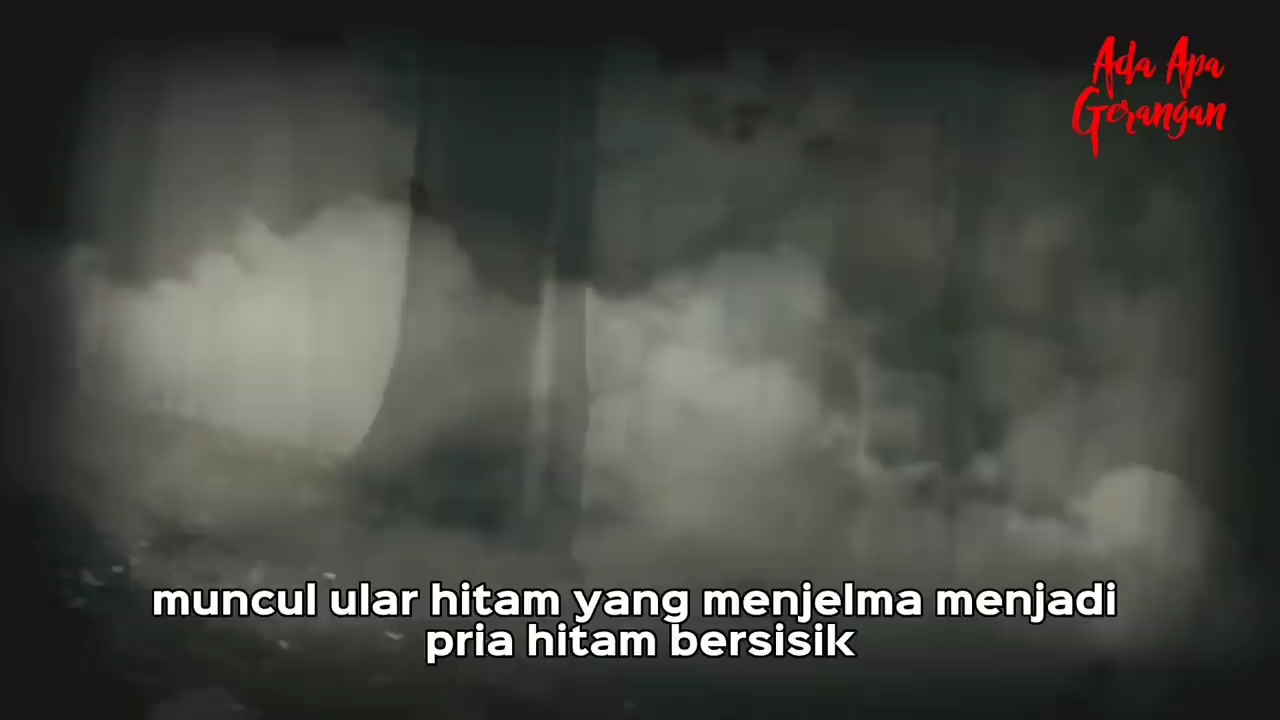 Ada Apa
Gerangan
muncul ular hitam yang menjelma menjadi
pria hitam bersisik